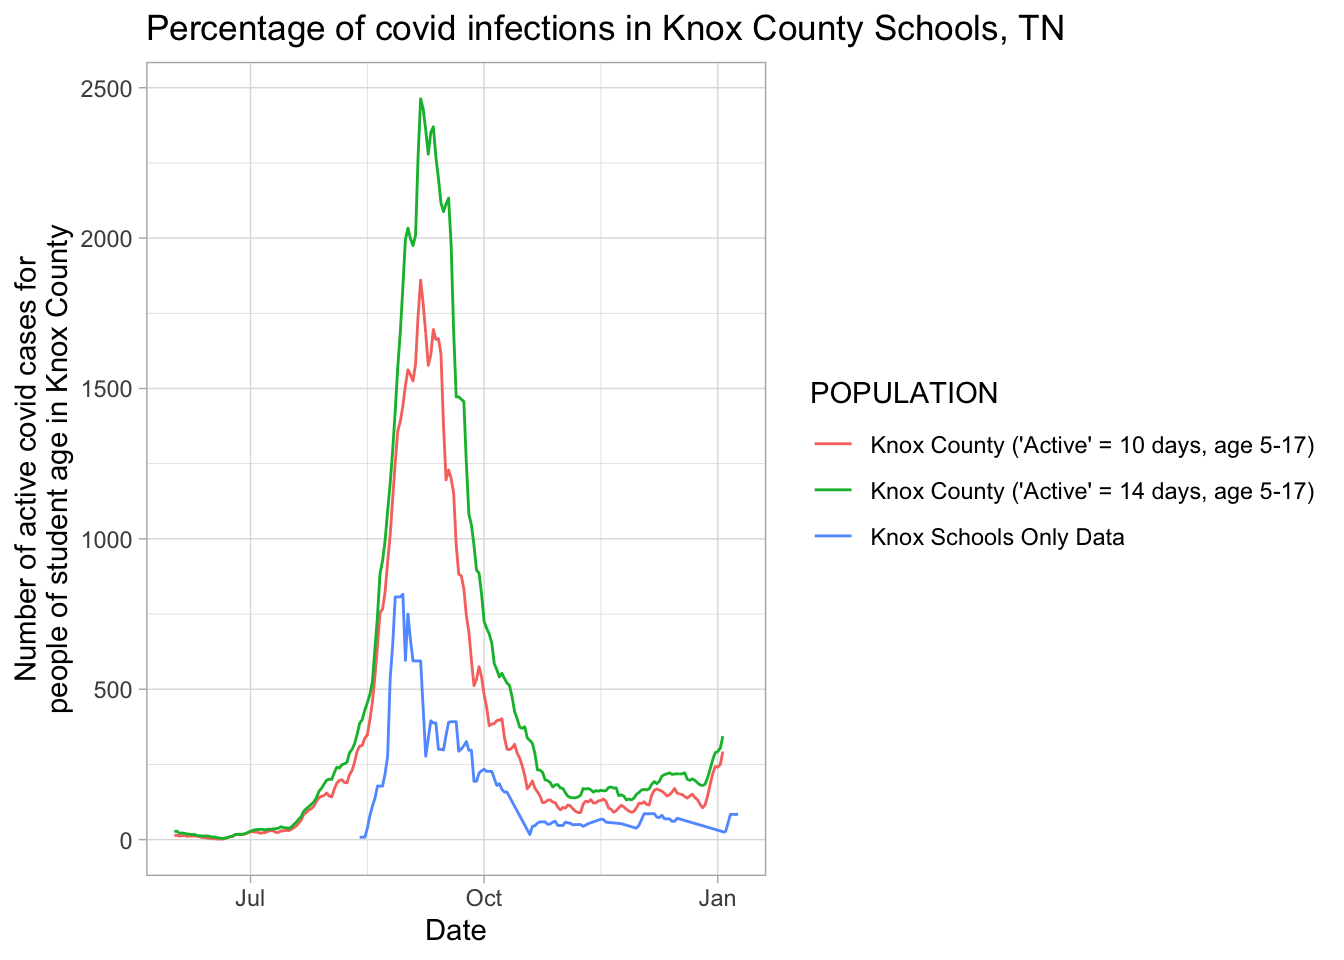 Percentage of covid infections in Knox County Schools, TN
Number of active covid cases for
people of student age in Knox County
2500
2000
1500
1000
500
0
Jul
Oct
Jan
Date
POPULATION
Knox County ('Active' = 10 days, age 5-17)
Knox County ('Active' = 14 days, age 5-17)
Knox Schools Only Data